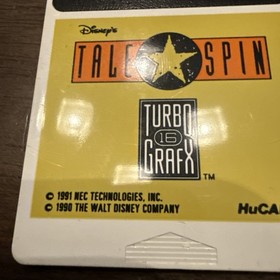 Disney's
TALE SPIN
TURBO
16
GRAFX
TM
© 1991 NEC TECHNOLOGIES, INC.
© 1990 THE WALT DISNEY COMPANY
HuCA